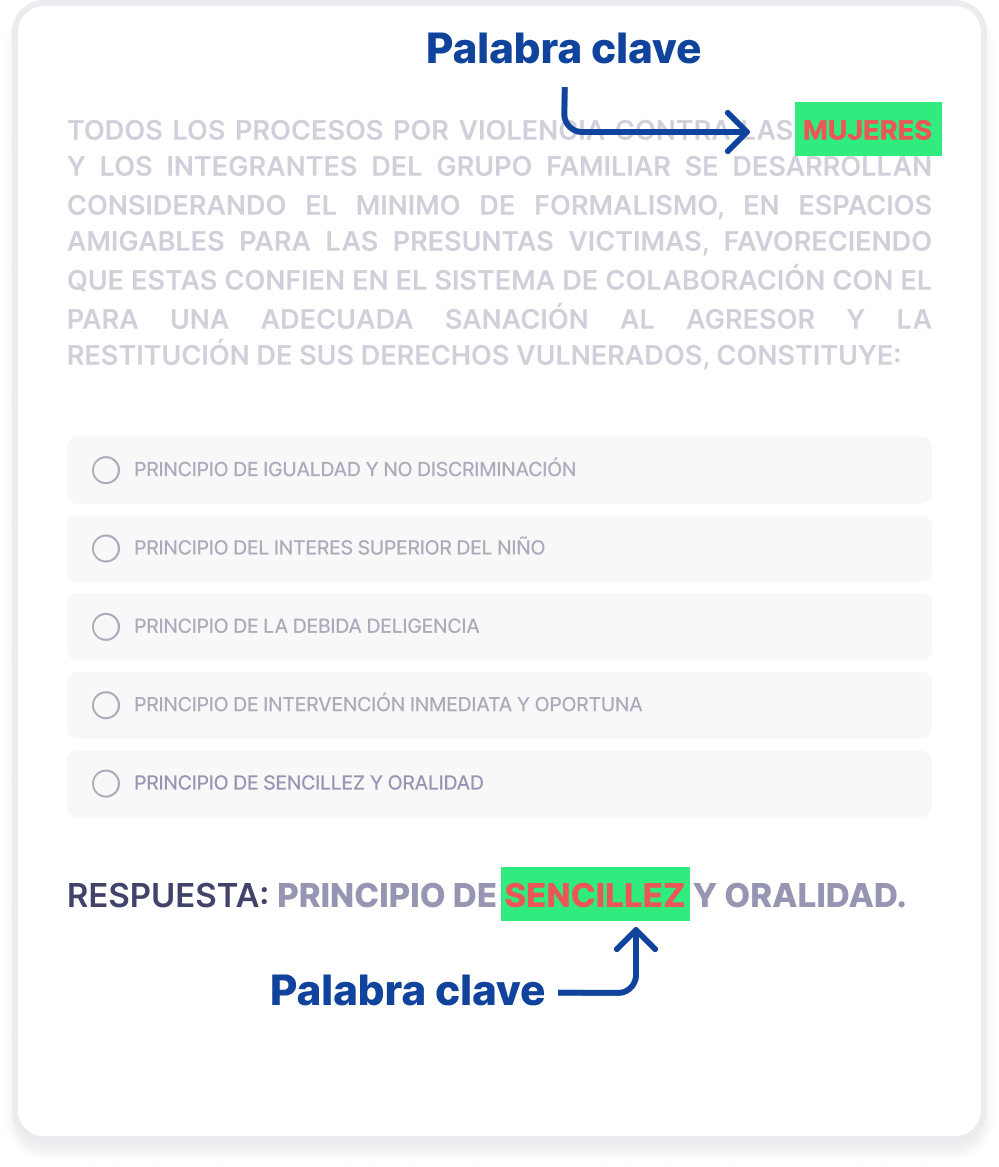 Palabra clave
TODOS LOS PROCESOS POR VIOLENCIA CONTRA LAS MUJERES
Y LOS INTEGRANTES DEL GRUPO FAMILIAR SE DESARROLLAN
CONSIDERANDO EL MINIMO DE FORMALISMO, EN ESPACIOS
AMIGABLES PARA LAS PRESUNTAS VICTIMAS, FAVORECIENDO
QUE ESTAS CONFIEN EN EL SISTEMA DE COLABORACIÓN CON EL
PARA UNA ADECUADA SANACIÓN AL AGRESOR Y LA
RESTITUCIÓN DE SUS DERECHOS VULNERADOS, CONSTITUYE:
PRINCIPIO DE IGUALDAD Y NO DISCRIMINACIÓN
PRINCIPIO DEL INTERES SUPERIOR DEL NIÑO
PRINCIPIO DE LA DEBIDA DELIGENCIA
PRINCIPIO DE INTERVENCIÓN INMEDIATA Y OPORTUNA
PRINCIPIO DE SENCILLEZ Y ORALIDAD
RESPUESTA: PRINCIPIO DE SENCILLEZ Y ORALIDAD.
Palabra clave